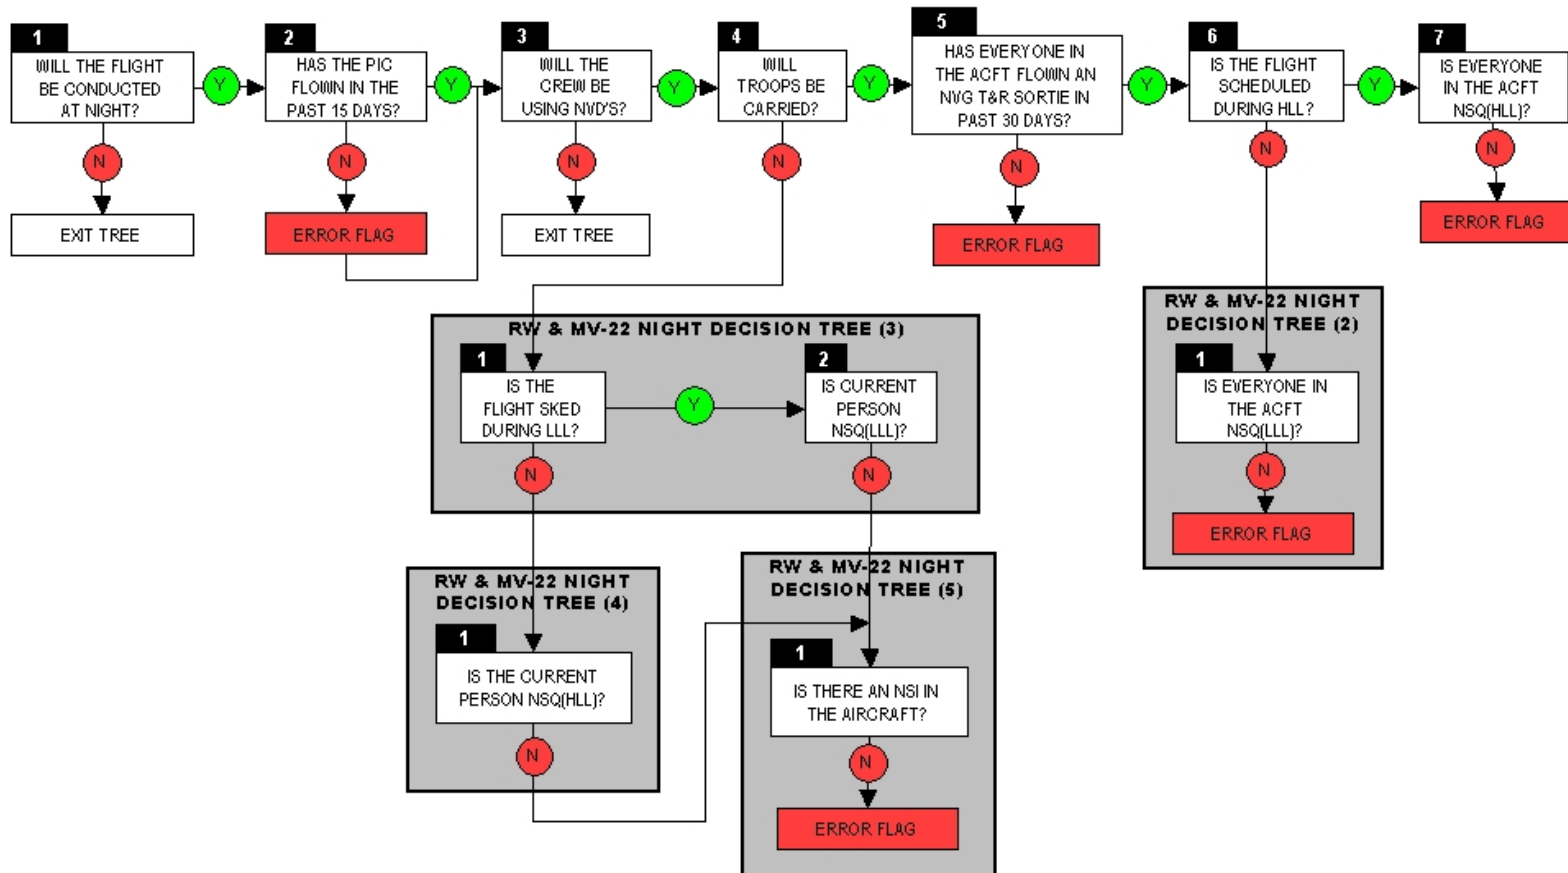 1
WILL THE FLIGHT
BE CONDUCTED
AT NIGHT?
Y
N
EXIT TREE
2
HAS THE PIC
FLOWN IN THE
PAST 15 DAYS?
Y
N
ERROR FLAG
3
WILL THE
CREW BE
USING NVD'S?
Y
N
EXIT TREE
4
WILL
TROOPS BE
CARRIED?
Y
N
5
HAS EVERYONE IN
THE ACFT FLOWN AN
NVG T&R SORTIE IN
PAST 30 DAYS?
Y
N
ERROR FLAG
6
IS THE FLIGHT
SCHEDULED
DURING HLL?
Y
N
7
IS EVERYONE
IN THE ACFT
NSQ(HLL)?
N
ERROR FLAG
RW & MV-22 NIGHT DECISION TREE (3)
1
IS THE
FLIGHT SKED
DURING LLL?
Y
N
2
IS CURRENT
PERSON
NSQ(LLL)?
N
RW & MV-22 NIGHT
DECISION TREE (2)
1
IS EVERYONE IN
THE ACFT
NSQ(LLL)?
N
ERROR FLAG
RW & MV-22 NIGHT
DECISION TREE (4)
1
IS THE CURRENT
PERSON NSQ(HLL)?
N
RW & MV-22 NIGHT
DECISION TREE (5)
1
IS THERE AN NSI IN
THE AIRCRAFT?
N
ERROR FLAG